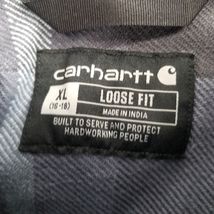 carhartt
XL
(16-18)
LOOSE FIT
MADE IN INDIA
BUILT TO SERVE AND PROTECT
HARDWORKING PEOPLE